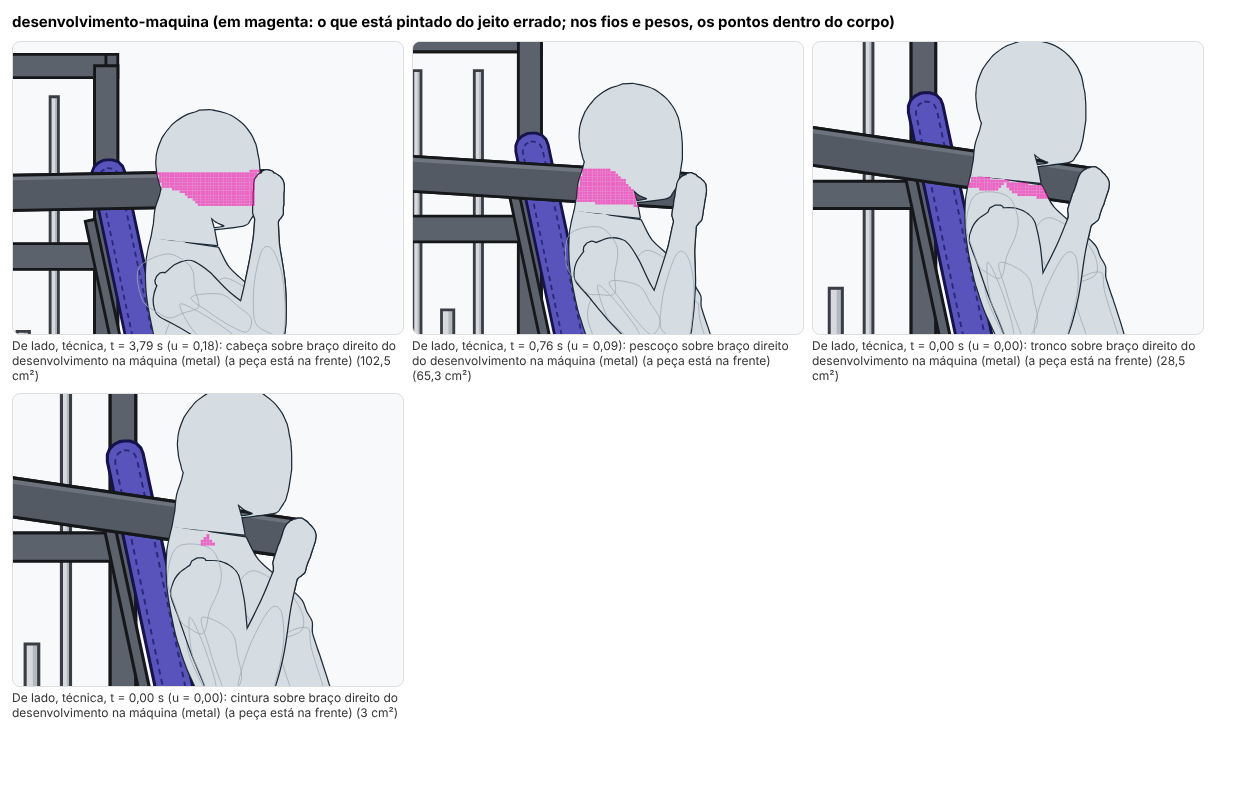 desenvolvimento-maquina (em magenta: o que está pintado do jeito errado; nos fios e pesos, os pontos dentro do corpo)
De lado, técnica, t = 3,79 s (u = 0,18): cabeça sobre braço direito do
desenvolvimento na máquina (metal) (a peça está na frente) (102,5
cm²)
De lado, técnica, t = 0,76 s (u = 0,09): pescoço sobre braço direito
do desenvolvimento na máquina (metal) (a peça está na frente)
(65,3 cm²)
De lado, técnica, t = 0,00 s (u = 0,00): tronco sobre braço direito do
desenvolvimento na máquina (metal) (a peça está na frente) (28,5
cm²)
De lado, técnica, t = 0,00 s (u = 0,00): cintura sobre braço direito do
desenvolvimento na máquina (metal) (a peça está na frente) (3 cm²)